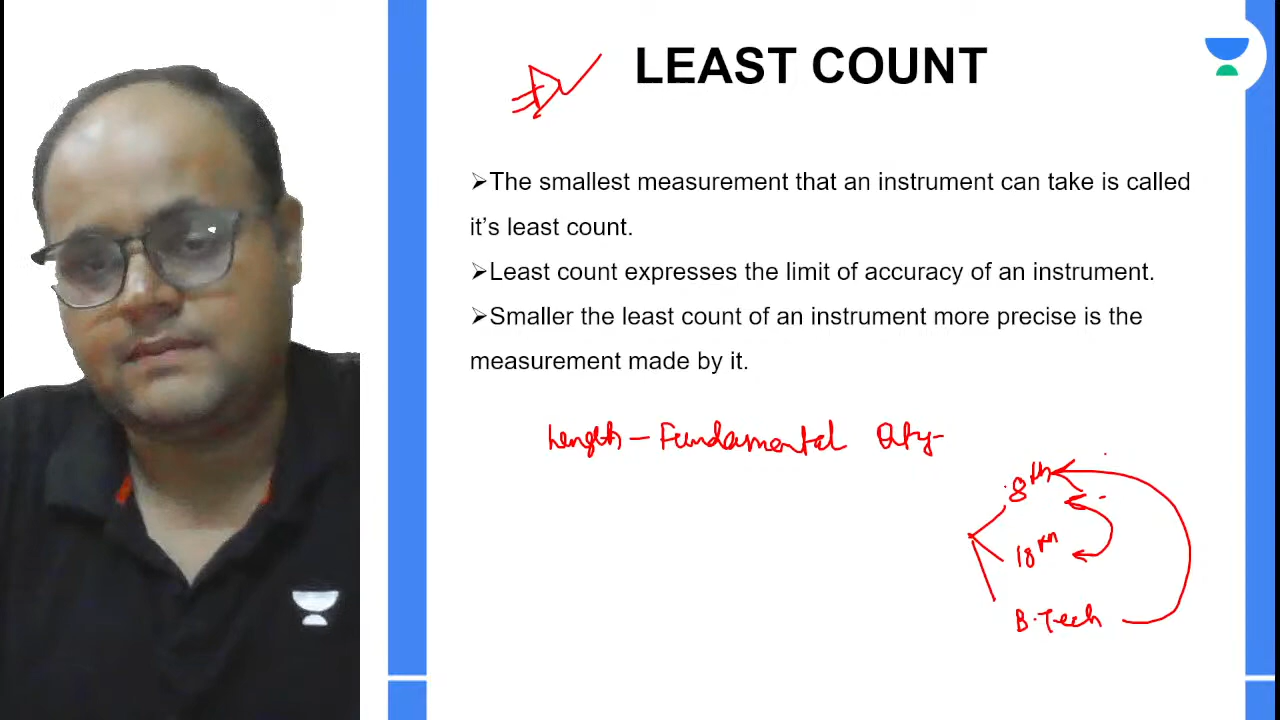 LEAST COUNT
➢The smallest measurement that an instrument can take is called
it’s least count.
➢Least count expresses the limit of accuracy of an instrument.
➢Smaller the least count of an instrument more precise is the
measurement made by it.
Length – Fundamental Qty-
8th
18th
B.Tech